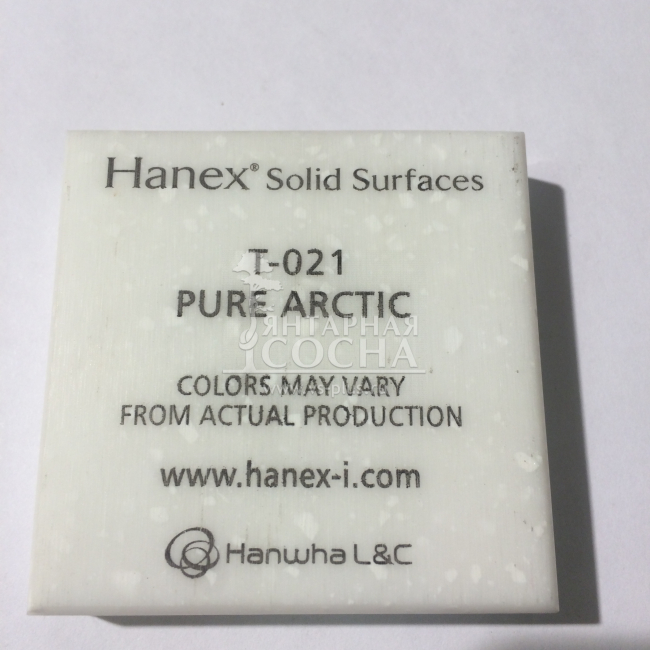 Hanex® Solid Surfaces
T-021
PURE ARCTIC
ЯНТАРНАЯ
СОСНА
COLORS MAY VARY
FROM ACTUAL PRODUCTION
www.hanex-i.com
Hanwha L&C